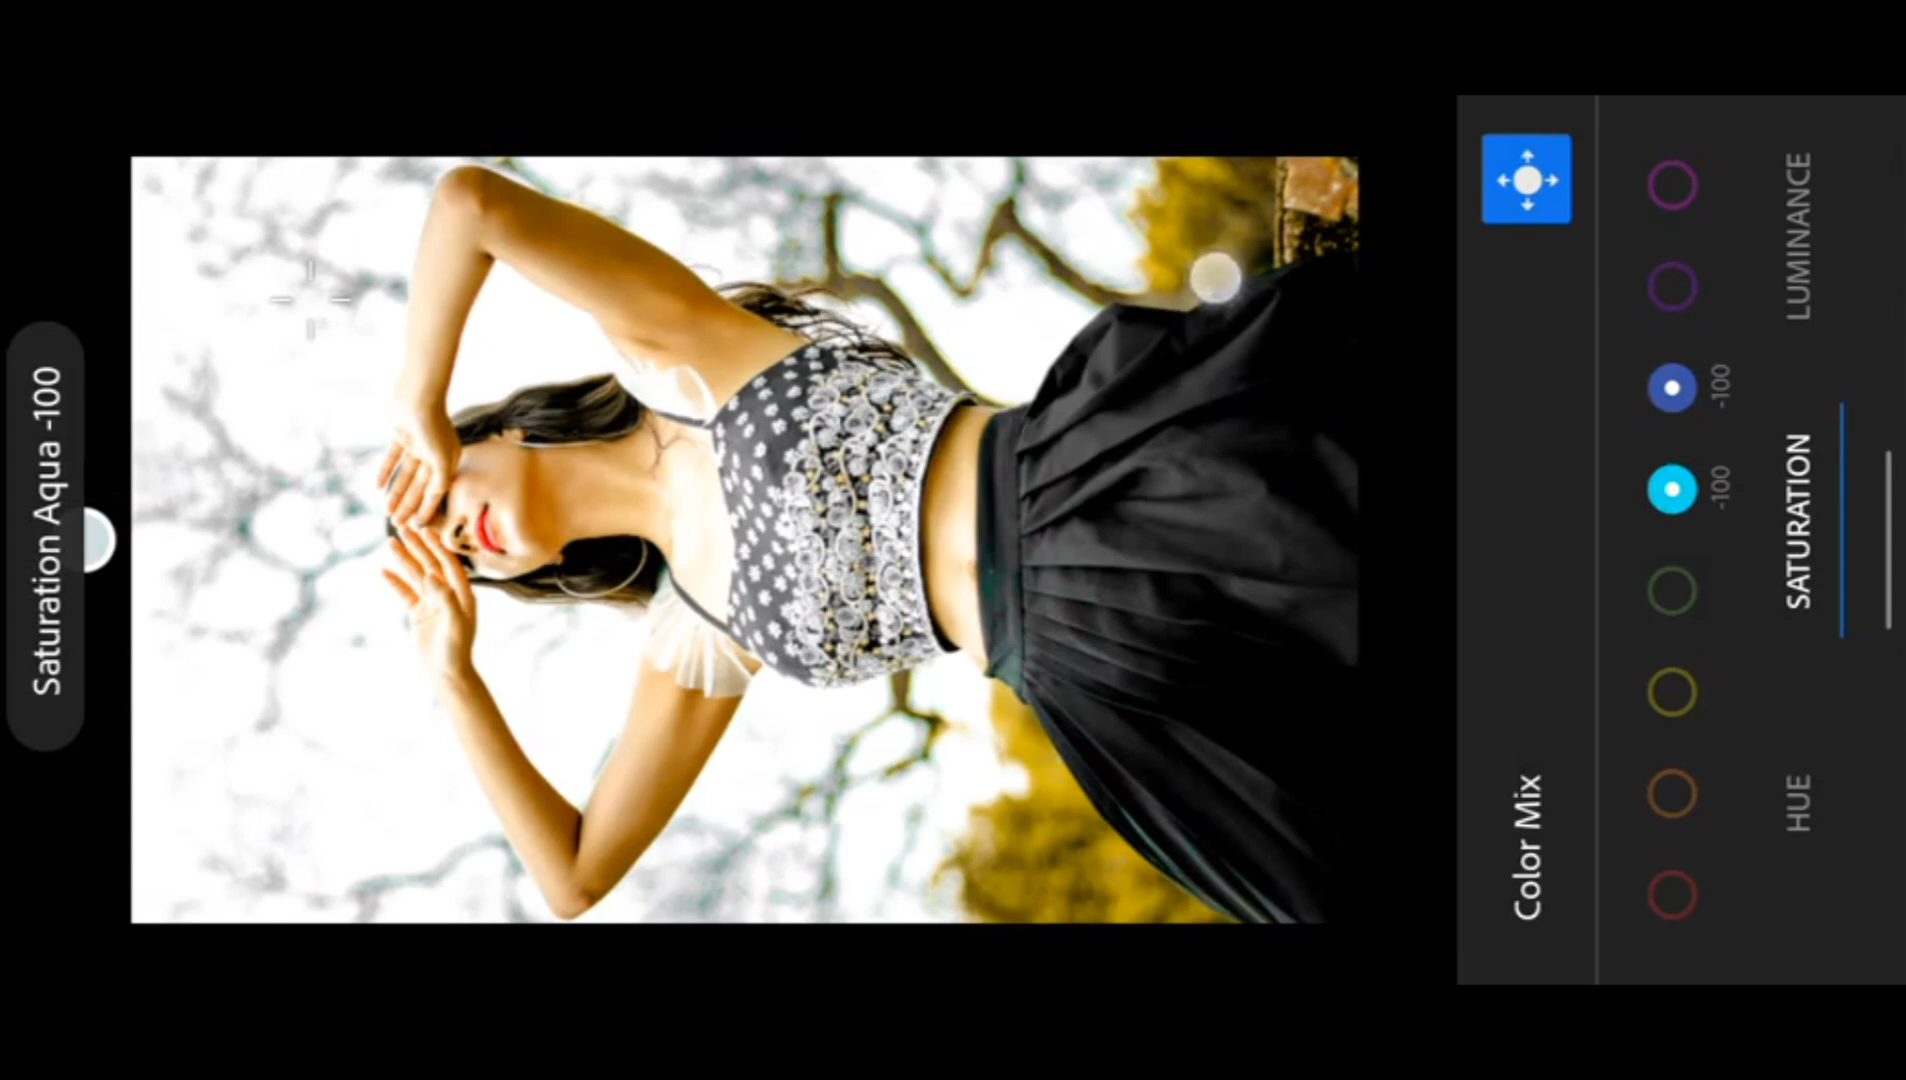 Saturation Aqua -100
Color Mix
-100
-100
HUE
SATURATION
LUMINANCE